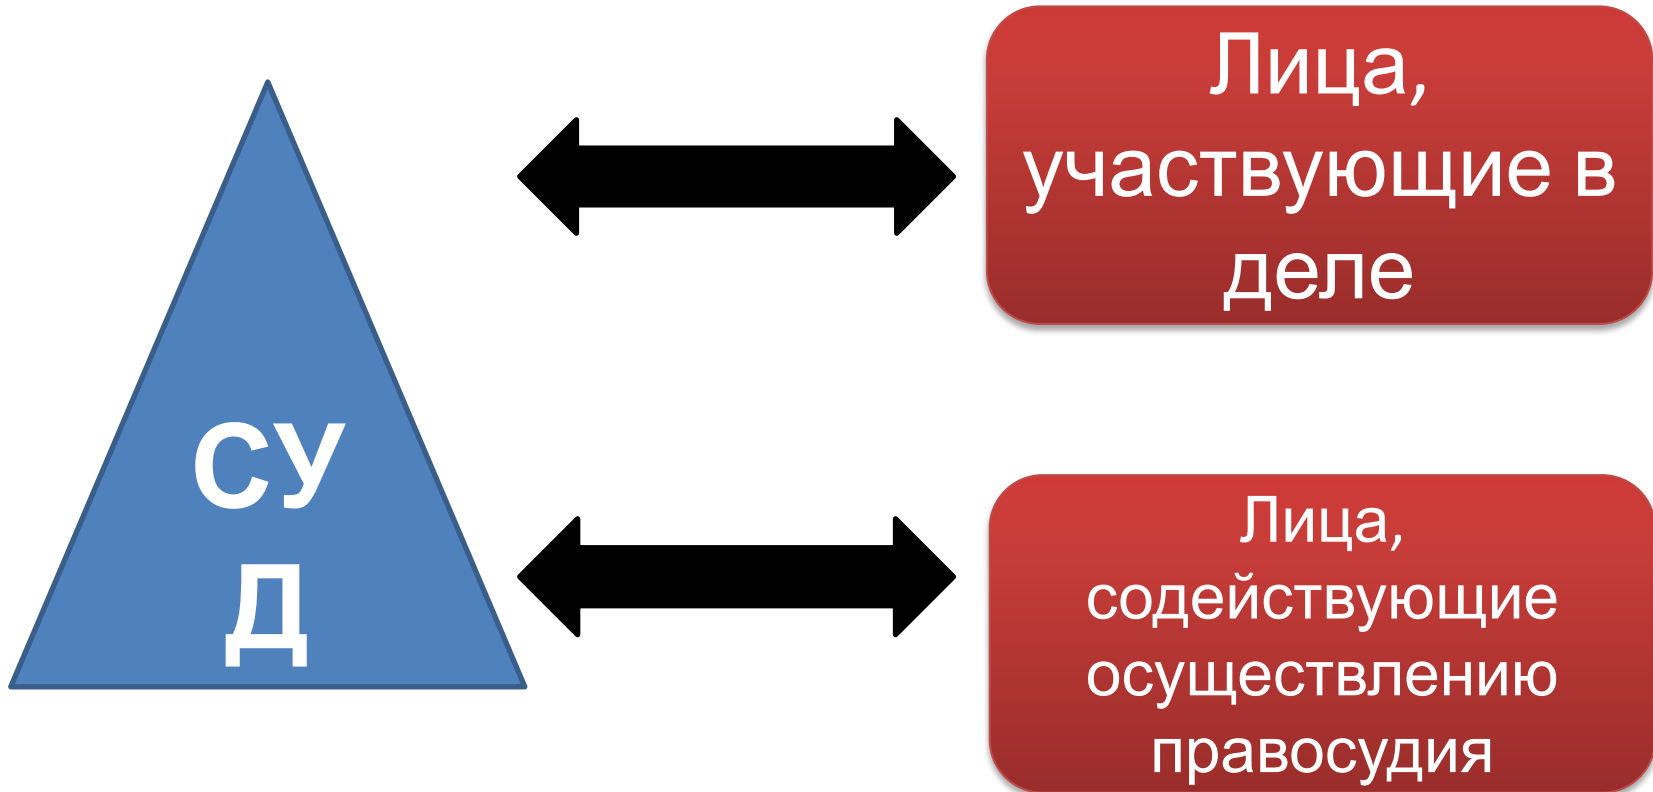 Лица,
участвующие в
деле
СУ
Д
Лица,
содействующие
осуществлению
правосудия